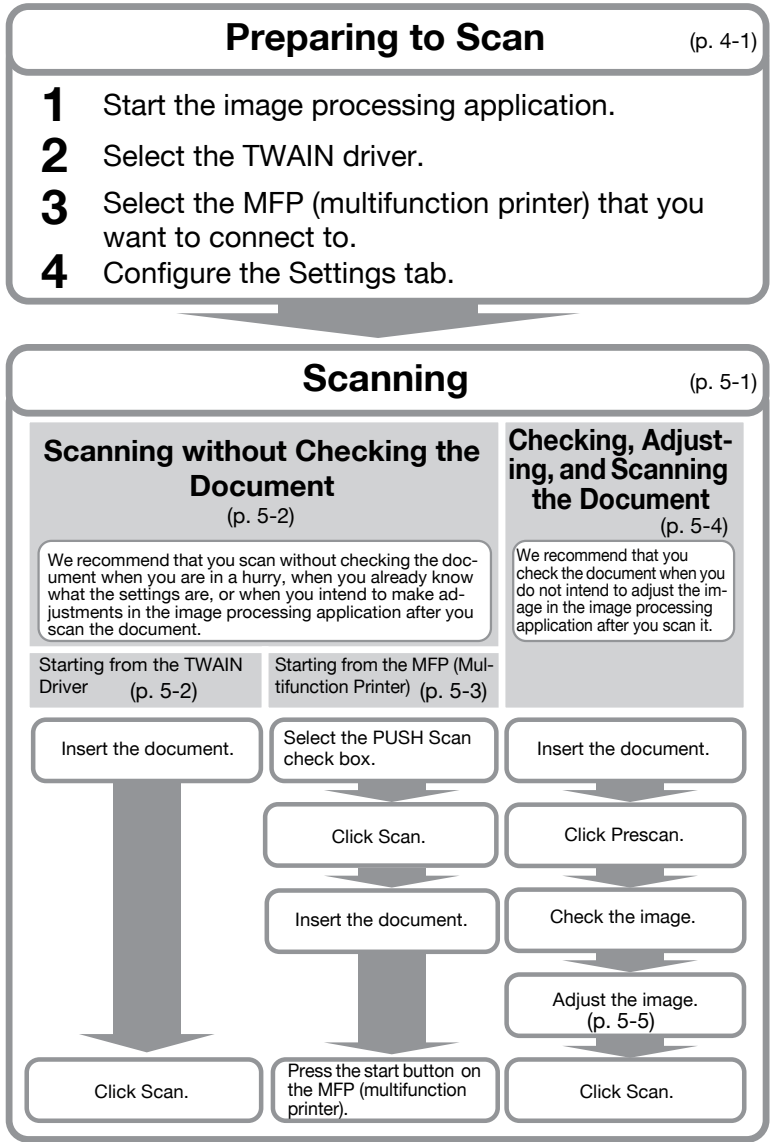 Preparing to Scan (p. 4-1)
1 Start the image processing application.
2 Select the TWAIN driver.
3 Select the MFP (multifunction printer) that you
want to connect to.
4 Configure the Settings tab.
Scanning (p. 5-1)
Scanning without Checking the
Document
(p. 5-2)
We recommend that you scan without checking the doc-
ument when you are in a hurry, when you already know
what the settings are, or when you intend to make ad-
justments in the image processing application after you
scan the document.
Starting from the TWAIN
Driver (p. 5-2)
Insert the document.
Click Scan.
Starting from the MFP (Mul-
tifunction Printer) (p. 5-3)
Select the PUSH Scan
check box.
Click Scan.
Insert the document.
Press the start button on
the MFP (multifunction
printer).
Checking, Adjust-
ing, and Scanning
the Document
(p. 5-4)
We recommend that you
check the document when you
do not intend to adjust the im-
age in the image processing
application after you scan it.
Insert the document.
Click Prescan.
Check the image.
Adjust the image.
(p. 5-5)
Click Scan.